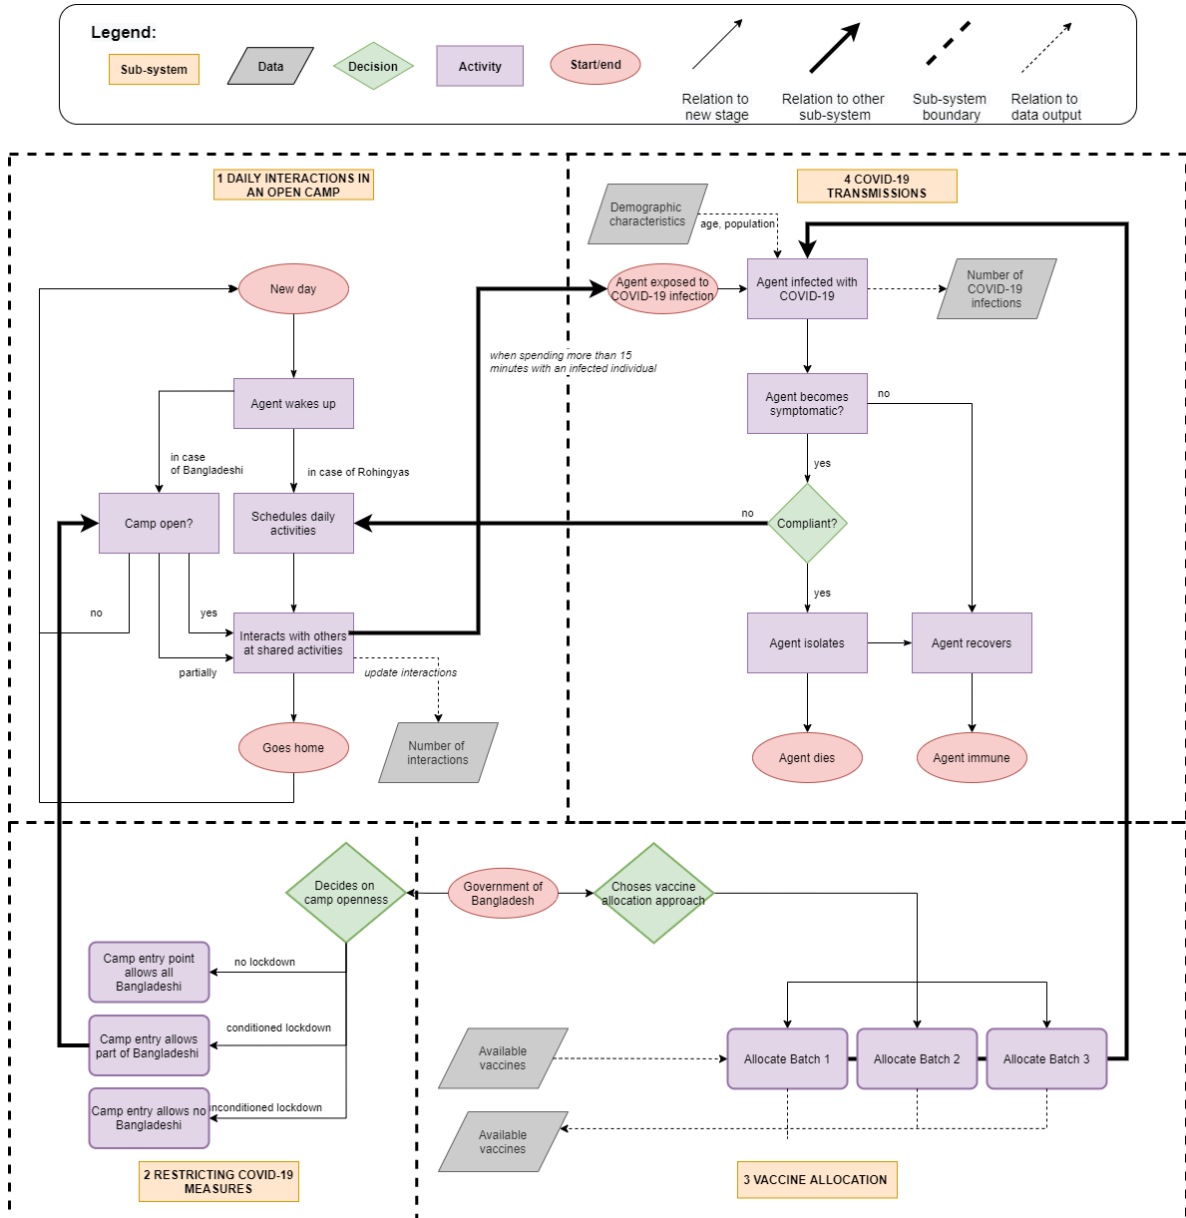 Legend:
Sub-system
Data
Decision
Activity
Start/end
Relation to
new stage
Relation to other
sub-system
Sub-system
boundary
Relation to
data output
1 DAILY INTERACTIONS IN
AN OPEN CAMP
4 COVID-19
TRANSMISSIONS
Demographic
characteristics
age, population
New day
Agent exposed to
COVID-19 infection
Agent infected with
COVID-19
Number of
COVID-19
infections
when spending more than 15
minutes with an infected individual
Agent wakes up
Agent becomes
symptomatic?
no
in case
of Bangladeshi
in case of Rohingyas
yes
Camp open?
Schedules daily
activities
no
Compliant?
no
yes
yes
Interacts with others
at shared activities
Agent isolates
Agent recovers
partially
update interactions
Goes home
Number of
interactions
Agent dies
Agent immune
Decides on
camp openness
Government of
Bangladesh
Choses vaccine
allocation approach
Camp entry point
allows all
Bangladeshi
no lockdown
Camp entry allows
part of Bangladeshi
conditioned lockdown
Camp entry allows no
Bangladeshi
inconditioned lockdown
Available
vaccines
Allocate Batch 1
Allocate Batch 2
Allocate Batch 3
Available
vaccines
2 RESTRICTING COVID-19
MEASURES
3 VACCINE ALLOCATION